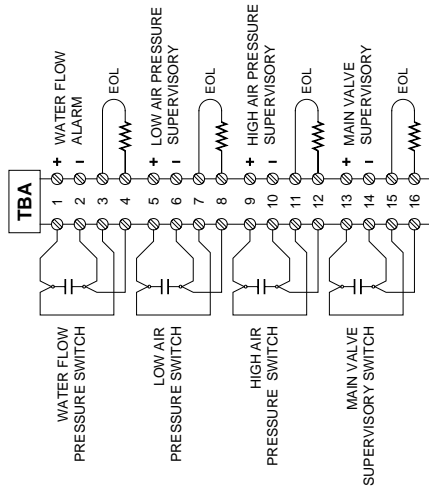 TBA
WATER FLOW
PRESSURE SWITCH
1
2
3
4
+
−
WATER FLOW
ALARM
EOL
LOW AIR
PRESSURE SWITCH
5
6
7
8
+
−
LOW AIR PRESSURE
SUPERVISORY
EOL
HIGH AIR
PRESSURE SWITCH
9
10
11
12
+
−
HIGH AIR PRESSURE
SUPERVISORY
EOL
MAIN VALVE
SUPERVISORY SWITCH
13
14
15
16
+
−
MAIN VALVE
SUPERVISORY
EOL